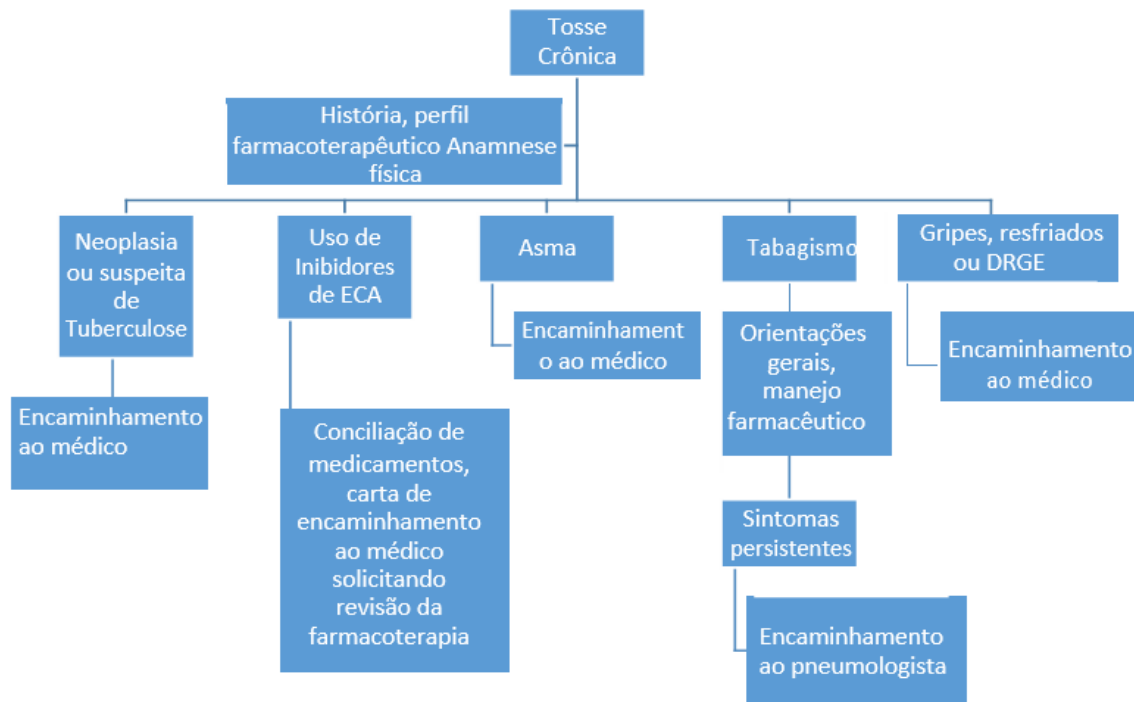 Tosse
Crônica
História, perfil
farmacoterapêutico Anamnese
física
Neoplasia
ou suspeita
de
Tuberculose
Encaminhamento
ao médico
Uso de
Inibidores
de ECA
Conciliação de
medicamentos,
carta de
encaminhamento
ao médico
solicitando
revisão da
farmacoterapia
Asma
Encaminhament
o ao médico
Tabagismo
Orientações
gerais,
manejo
farmacêutico
Sintomas
persistentes
Encaminhamento
ao pneumologista
Gripes, resfriados
ou DRGE
Encaminhamento
ao médico